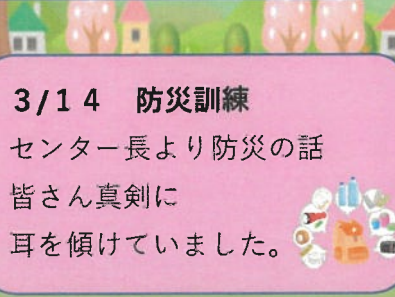 3/14　防災訓練
センター長より防災の話
皆さん真剣に
耳を傾けていました。